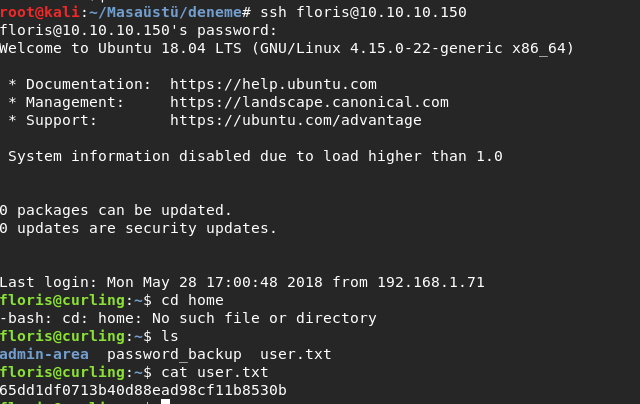 root@kali:~/Masaüstü/deneme# ssh floris@10.10.10.150
floris@10.10.10.150's password:
Welcome to Ubuntu 18.04 LTS (GNU/Linux 4.15.0-22-generic x86_64)
* Documentation: https://help.ubuntu.com
* Management: https://landscape.canonical.com
* Support: https://ubuntu.com/advantage
System information disabled due to load higher than 1.0
0 packages can be updated.
0 updates are security updates.
Last login: Mon May 28 17:00:48 2018 from 192.168.1.71
floris@curling:~$ cd home
-bash: cd: home: No such file or directory
floris@curling:~$ ls
admin-area password_backup user.txt
floris@curling:~$ cat user.txt
65dd1df0713b40d88ead98cf11b8530b
floris@curling:~$